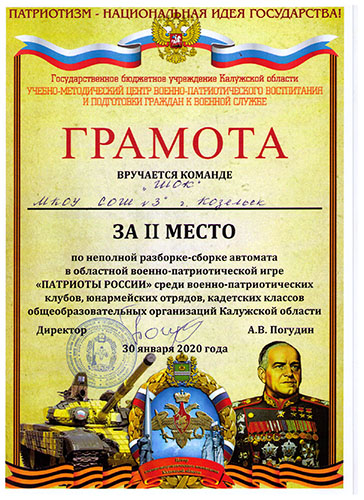 ПАТРИОТИЗМ - НАЦИОНАЛЬНАЯ ИДЕЯ ГОСУДАРСТВА!
Государственное бюджетное учреждение Калужской области
УЧЕБНО-МЕТОДИЧЕСКИЙ ЦЕНТР ВОЕННО-ПАТРИОТИЧЕСКОГО ВОСПИТАНИЯ
И ПОДГОТОВКИ ГРАЖДАН К ВОЕННОЙ СЛУЖБЕ
ГРАМОТА
ВРУЧАЕТСЯ КОМАНДЕ
„ШОК"
МКОУ СОШ №3 г. Козельск
ЗА II МЕСТО
по неполной разборке-сборке автомата
в областной военно-патриотической игре
«ПАТРИОТЫ РОССИИ» среди военно-патриотических
клубов, юнармейских отрядов, кадетских классов
общеобразовательных организаций Калужской области
Директор А.В. Погудин
30 января 2020 года